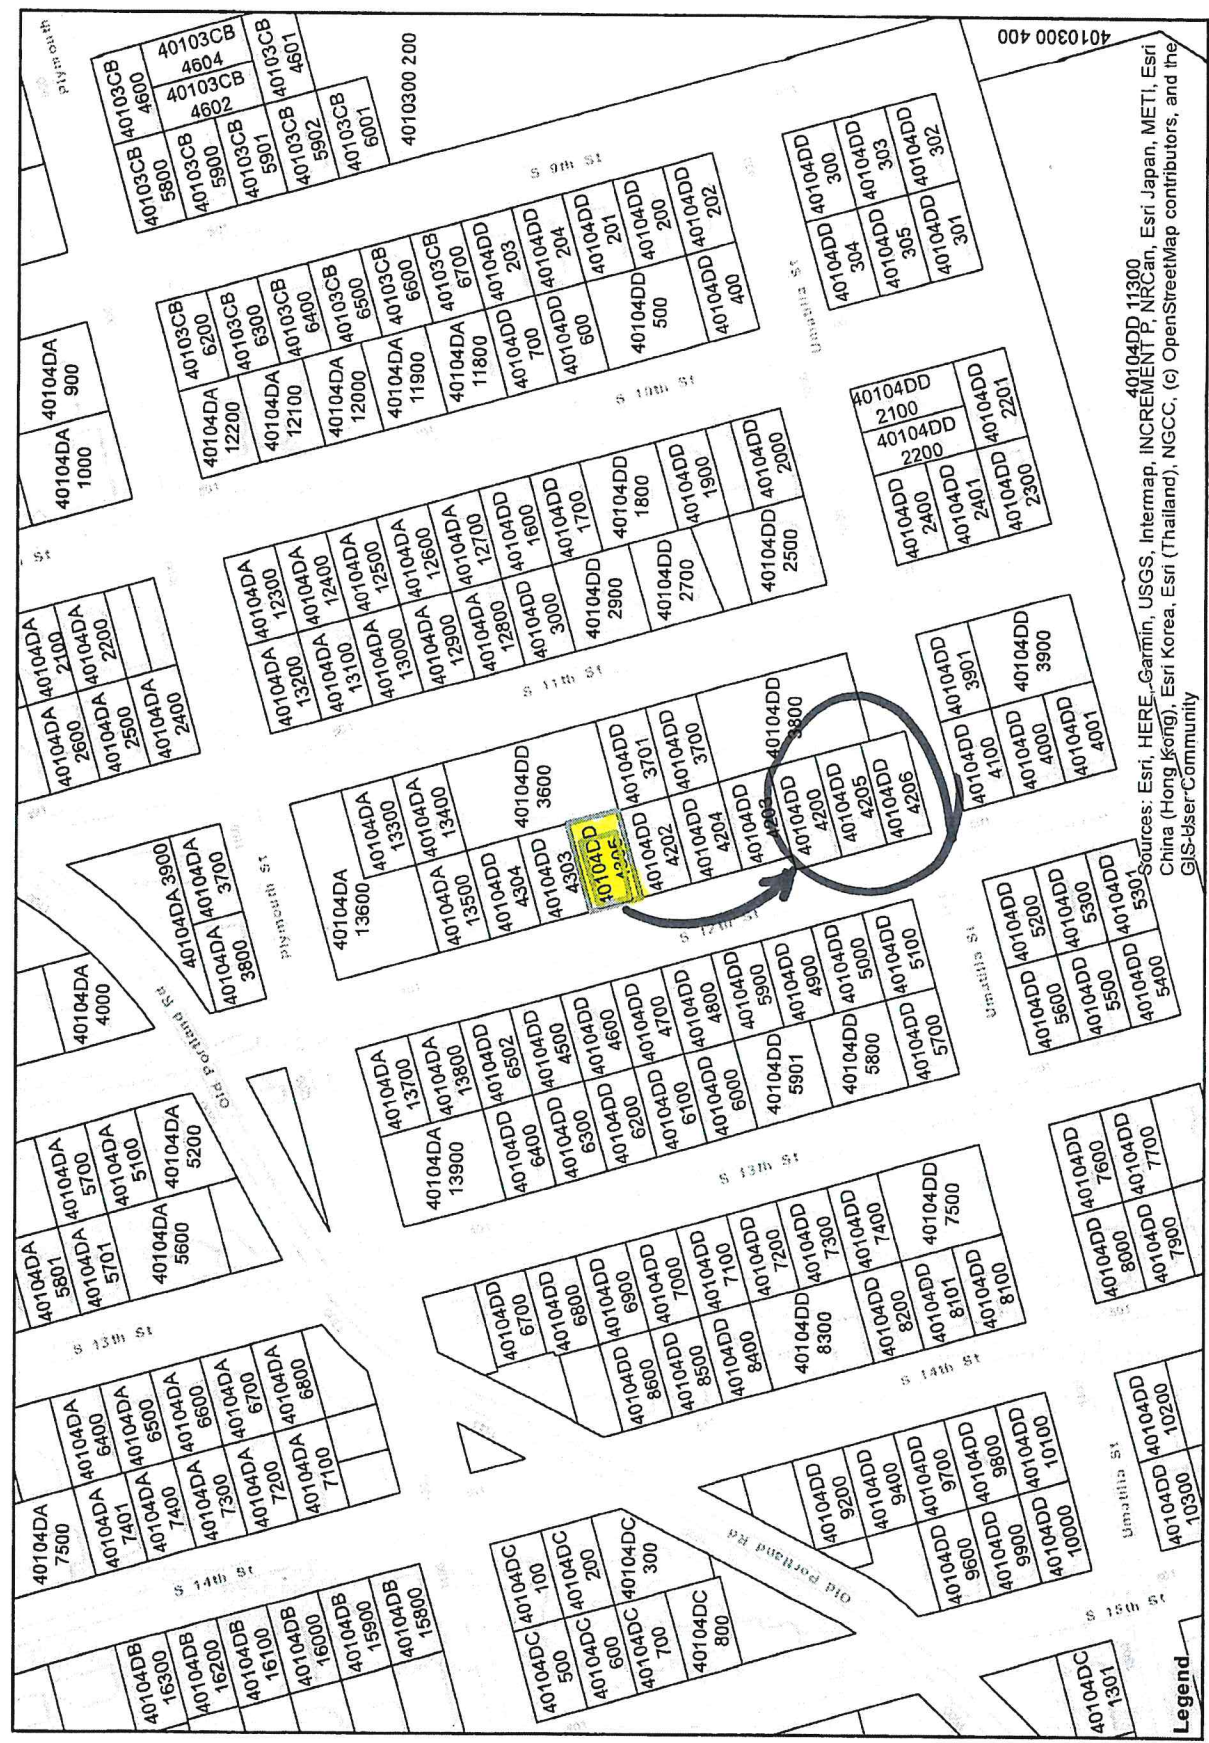 Plymouth
40103CB
4600
40103CB
4604
40103CB
4602
40103CB
4601
40103CB
5800
40103CB
5900
40103CB
5901
40103CB
5902
40103CB
6001
4010300 200
4010300 400
S 9th St
40104DA
900
40104DA
1000
40103CB
6200
40103CB
6300
40103CB
6400
40103CB
6500
40103CB
6600
40103CB
6700
40104DD
203
40104DD
204
40104DD
201
40104DD
200
40104DD
202
40104DA
12200
40104DA
12100
40104DA
12000
40104DA
11900
40104DA
11800
40104DD
700
40104DD
600
40104DD
500
40104DD
400
Umatilla St
40104DD
300
40104DD
303
40104DD
302
40104DD
304
40104DD
305
40104DD
301
S 10th St
St
40104DA
12300
40104DA
12400
40104DA
12500
40104DA
12600
40104DA
12700
40104DD
1600
40104DD
1700
40104DD
1800
40104DD
1900
40104DD
2000
40104DA
13200
40104DA
13100
40104DA
13000
40104DA
12900
40104DA
12800
40104DD
3000
40104DD
2900
40104DD
2700
40104DD
2500
40104DD
2100
40104DD
2200
40104DD
2201
40104DD
2400
40104DD
2401
40104DD
2300
40104DD 11300
S 11th St
40104DA
2100
40104DA
2200
40104DA
2600
40104DA
2500
40104DA
2400
40104DA
13600
40104DA
13300
40104DA
13400
40104DD
3600
40104DD
3701
40104DD
3700
40104DD
3800
40104DA
13500
40104DD
4304
40104DD
4303
40104DD
4305
40104DD
4202
40104DD
4204
40104DD
4203
40104DD
4200
40104DD
4205
40104DD
4206
40104DD
3901
40104DD
3900
40104DD
4100
40104DD
4000
40104DD
4001
Plymouth St
S 12th St
40104DA 3900
40104DA
3700
40104DA
3800
40104DA
4000
Old Portland Rd
40104DA
13700
40104DA
13800
40104DD
6502
40104DD
4500
40104DD
4600
40104DD
4700
40104DD
4800
40104DD
5900
40104DD
4900
40104DD
5000
40104DD
5100
40104DA
13900
40104DD
6400
40104DD
6300
40104DD
6200
40104DD
6100
40104DD
6000
40104DD
5901
40104DD
5800
40104DD
5700
Umatilla St
40104DD
5200
40104DD
5300
40104DD
5301
40104DD
5600
40104DD
5500
40104DD
5400
S 13th St
40104DA
5700
40104DA
5100
40104DA
5200
40104DA
5801
40104DA
5701
40104DA
5600
S 13th St
40104DD
6700
40104DD
6800
40104DD
6900
40104DD
7000
40104DD
7100
40104DD
7200
40104DD
7300
40104DD
7400
40104DD
7500
40104DD
8600
40104DD
8500
40104DD
8400
40104DD
8300
40104DD
8200
40104DD
8101
40104DD
8100
40104DD
7600
40104DD
7700
40104DD
8000
40104DD
7900
S 14th St
40104DA
6400
40104DA
6500
40104DA
6600
40104DA
6700
40104DA
6800
40104DA
7500
40104DA
7401
40104DA
7400
40104DA
7300
40104DA
7200
40104DA
7100
S 14th St
40104DB
16300
40104DB
16200
40104DB
16100
40104DB
16000
40104DB
15900
40104DB
15800
40104DC
100
40104DC
200
40104DC
300
40104DC
500
40104DC
600
40104DC
700
40104DC
800
Old Portland Rd
40104DD
9200
40104DD
9400
40104DD
9700
40104DD
9800
40104DD
10100
40104DD
9600
40104DD
9900
40104DD
10000
Umatilla St
40104DD
10200
40104DD
10300
S 15th St
40104DC
1301
Legend
Sources: Esri, HERE, Garmin, USGS, Intermap, INCREMENT P, NRCan, Esri Japan, METI, Esri
China (Hong Kong), Esri Korea, Esri (Thailand), NGCC, (c) OpenStreetMap contributors, and the
GIS User Community